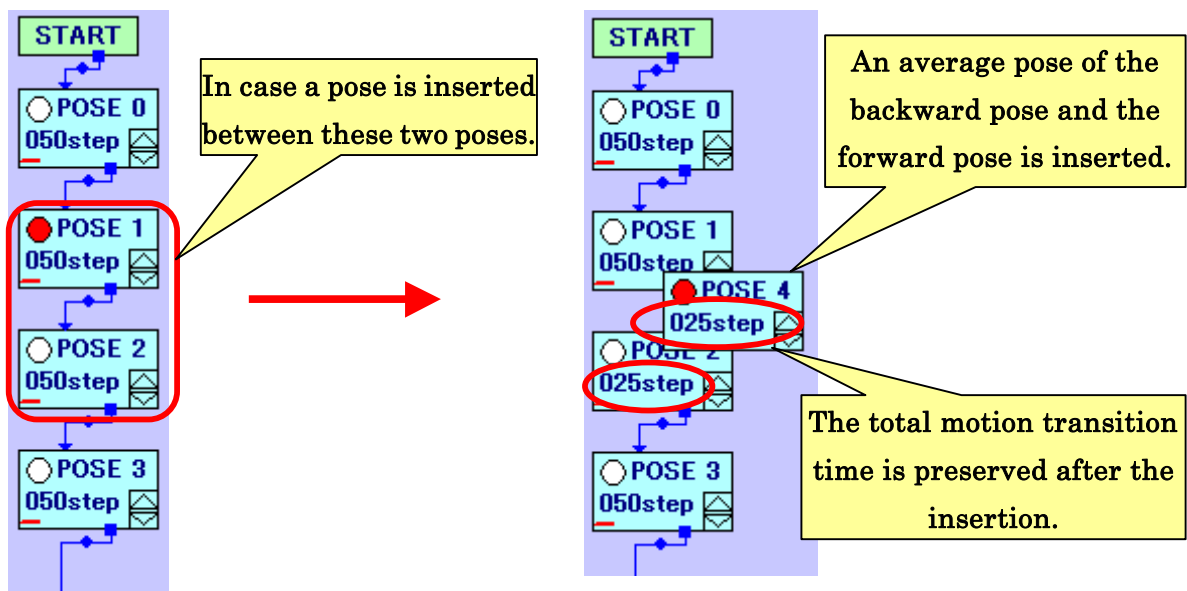 START
POSE 0
050step
POSE 1
050step
POSE 2
050step
POSE 3
050step
In case a pose is inserted
between these two poses.
START
POSE 0
050step
POSE 1
050step
POSE 4
025step
POSE 2
025step
POSE 3
050step
An average pose of the
backward pose and the
forward pose is inserted.
The total motion transition
time is preserved after the
insertion.